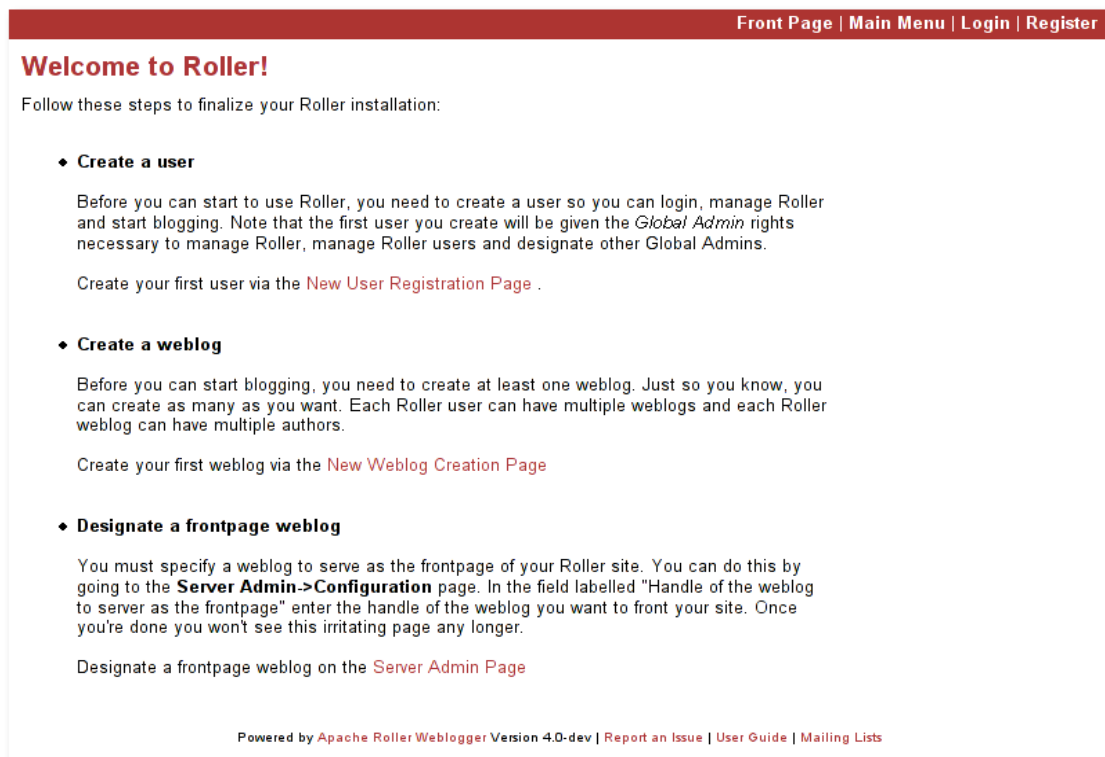 Front Page | Main Menu | Login | Register
Welcome to Roller!
Follow these steps to finalize your Roller installation:
Create a user
Before you can start to use Roller, you need to create a user so you can login, manage Roller
and start blogging. Note that the first user you create will be given the Global Admin rights
necessary to manage Roller, manage Roller users and designate other Global Admins.
Create your first user via the New User Registration Page .
Create a weblog
Before you can start blogging, you need to create at least one weblog. Just so you know, you
can create as many as you want. Each Roller user can have multiple weblogs and each Roller
weblog can have multiple authors.
Create your first weblog via the New Weblog Creation Page
Designate a frontpage weblog
You must specify a weblog to serve as the frontpage of your Roller site. You can do this by
going to the Server Admin->Configuration page. In the field labelled "Handle of the weblog
to server as the frontpage" enter the handle of the weblog you want to front your site. Once
you're done you won't see this irritating page any longer.
Designate a frontpage weblog on the Server Admin Page
Powered by Apache Roller Weblogger Version 4.0-dev | Report an Issue | User Guide | Mailing Lists